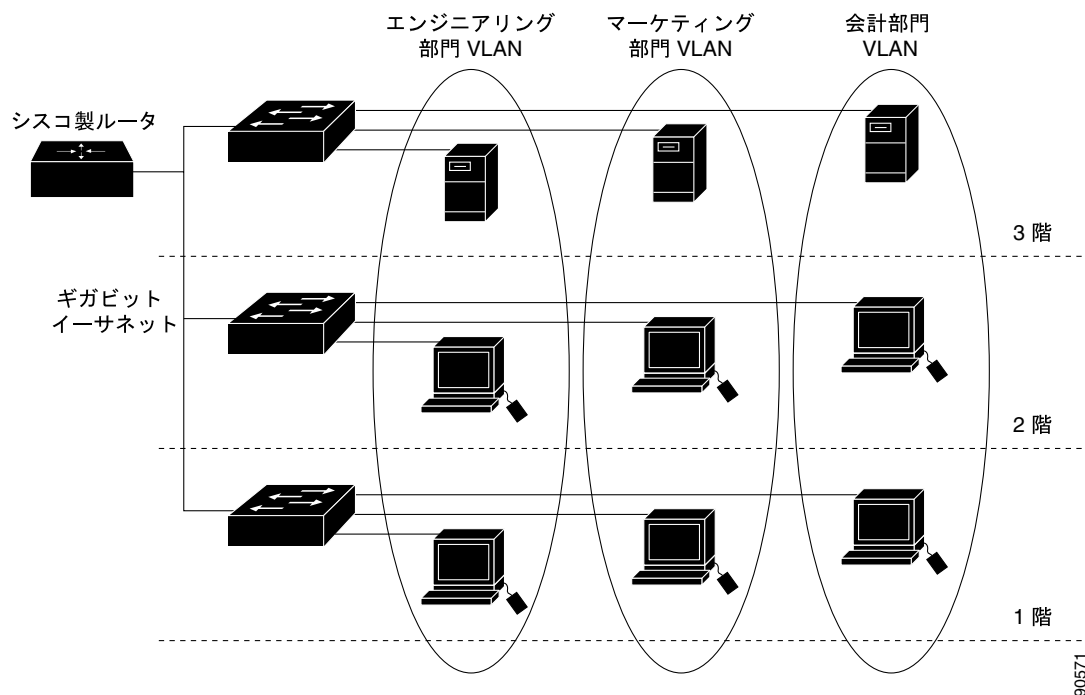 エンジニアリング
部門 VLAN
マーケティング
部門 VLAN
会計部門
VLAN
シスコ製ルータ
3 階
ギガビット
イーサネット
2 階
1 階
90571